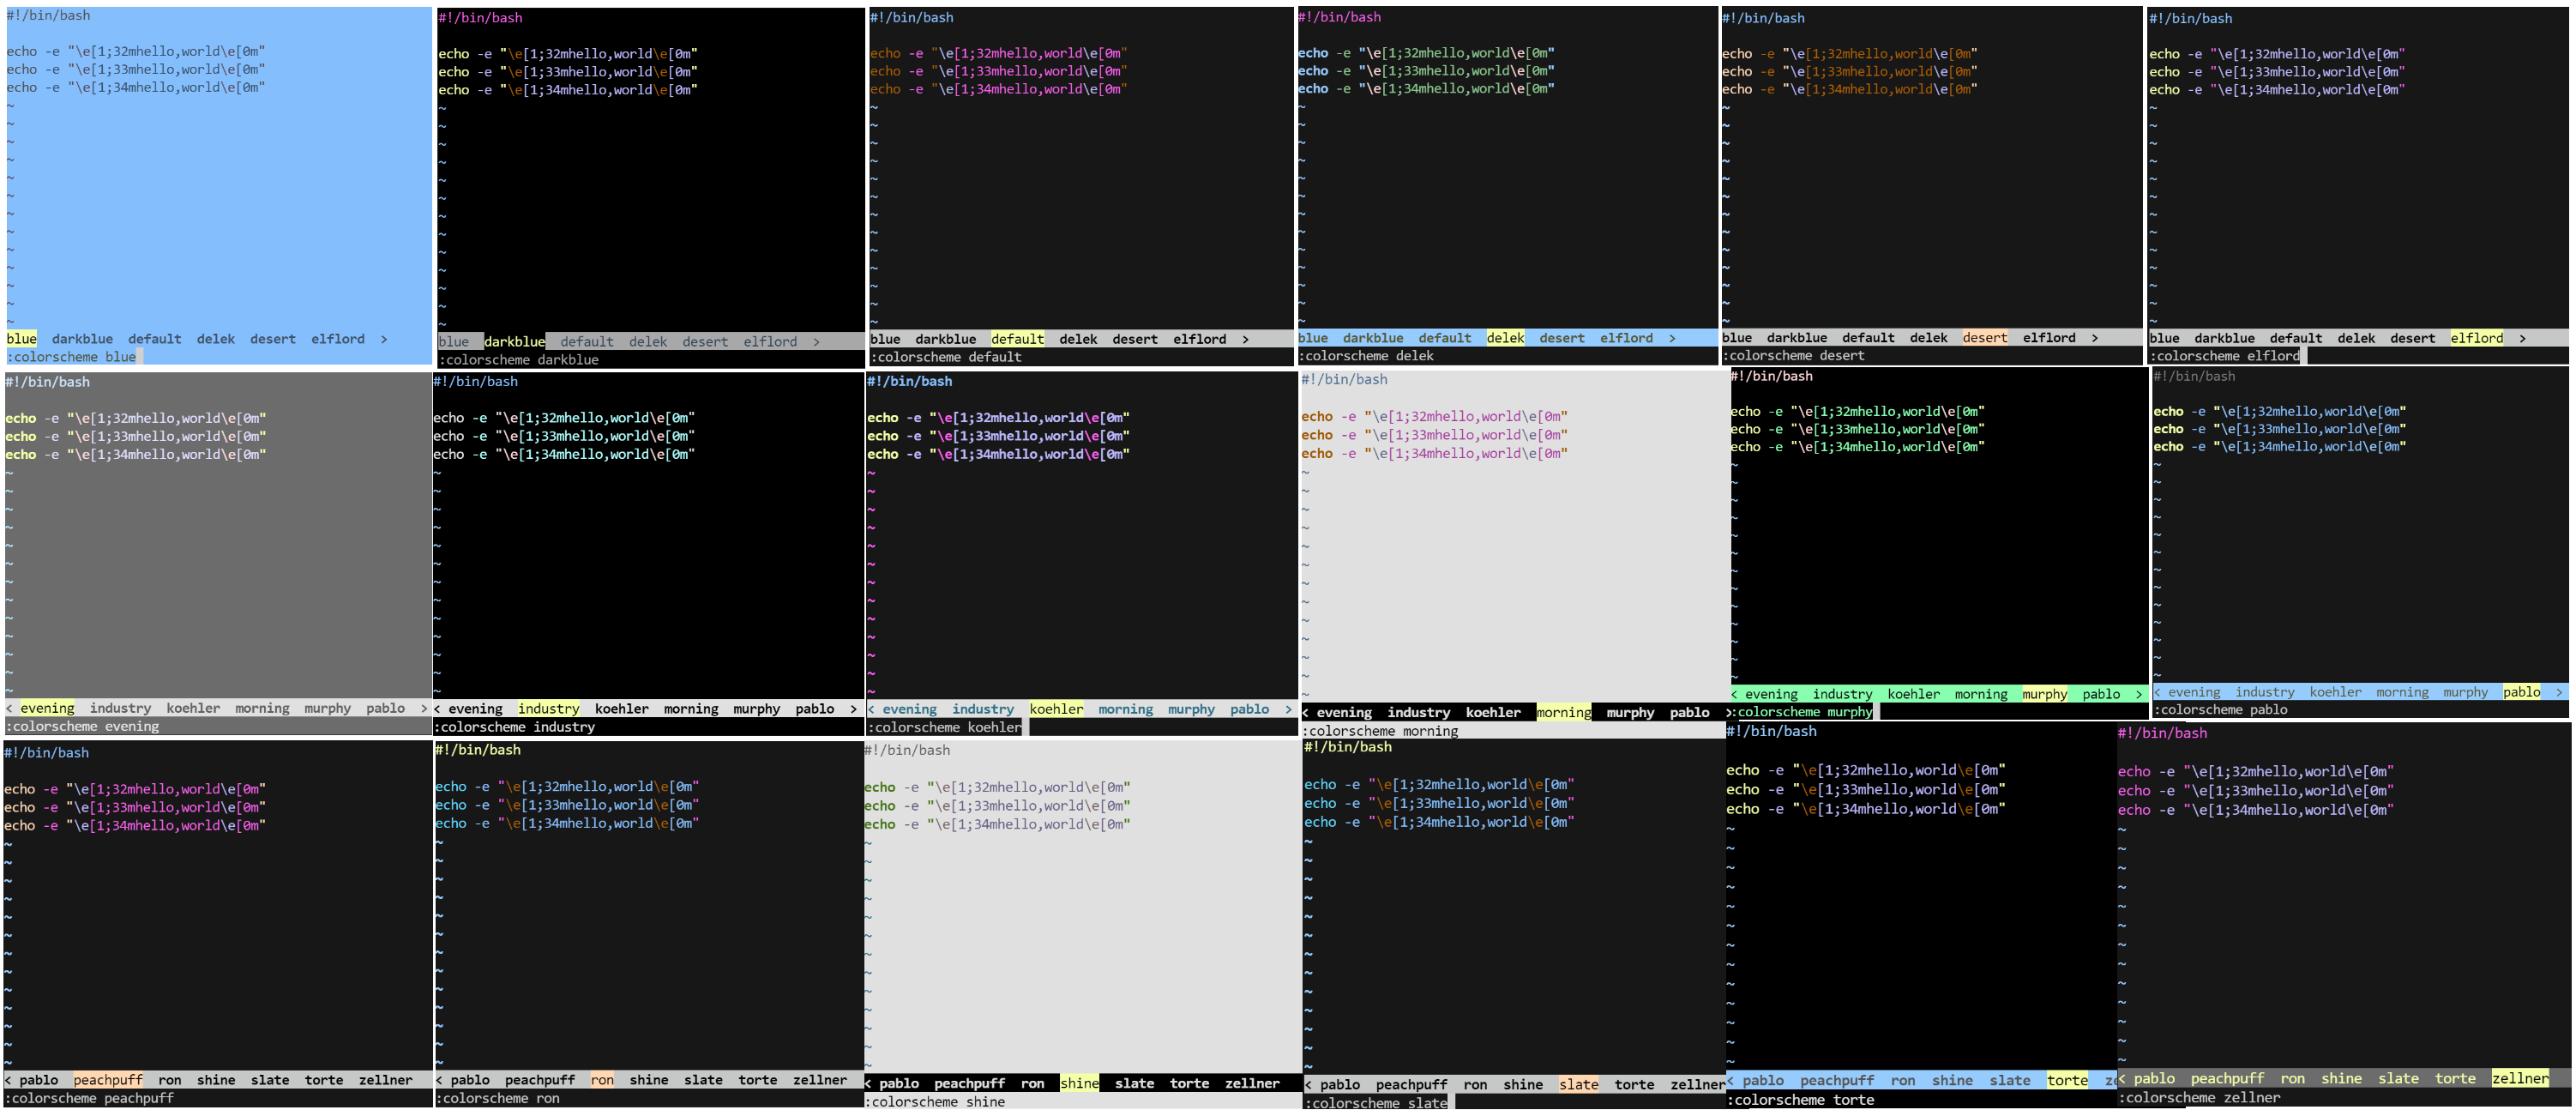 #!/bin/bash
echo -e "\e[1;32mhello,world\e[0m"
echo -e "\e[1;33mhello,world\e[0m"
echo -e "\e[1;34mhello,world\e[0m"
~
~
~
~
~
~
~
~
~
~
~
~
~
blue darkblue default delek desert elflord >
:colorscheme blue
#!/bin/bash
echo -e "\e[1;32mhello,world\e[0m"
echo -e "\e[1;33mhello,world\e[0m"
echo -e "\e[1;34mhello,world\e[0m"
~
~
~
~
~
~
~
~
~
~
~
~
~
blue darkblue default delek desert elflord >
:colorscheme darkblue
#!/bin/bash
echo -e "\e[1;32mhello,world\e[0m"
echo -e "\e[1;33mhello,world\e[0m"
echo -e "\e[1;34mhello,world\e[0m"
~
~
~
~
~
~
~
~
~
~
~
~
~
blue darkblue default delek desert elflord >
:colorscheme default
#!/bin/bash
echo -e "\e[1;32mhello,world\e[0m"
echo -e "\e[1;33mhello,world\e[0m"
echo -e "\e[1;34mhello,world\e[0m"
~
~
~
~
~
~
~
~
~
~
~
~
~
blue darkblue default delek desert elflord >
:colorscheme delek
#!/bin/bash
echo -e "\e[1;32mhello,world\e[0m"
echo -e "\e[1;33mhello,world\e[0m"
echo -e "\e[1;34mhello,world\e[0m"
~
~
~
~
~
~
~
~
~
~
~
~
~
blue darkblue default delek desert elflord >
:colorscheme desert
#!/bin/bash
echo -e "\e[1;32mhello,world\e[0m"
echo -e "\e[1;33mhello,world\e[0m"
echo -e "\e[1;34mhello,world\e[0m"
~
~
~
~
~
~
~
~
~
~
~
~
~
blue darkblue default delek desert elflord >
:colorscheme elflord
#!/bin/bash
echo -e "\e[1;32mhello,world\e[0m"
echo -e "\e[1;33mhello,world\e[0m"
echo -e "\e[1;34mhello,world\e[0m"
~
~
~
~
~
~
~
~
~
~
~
~
~
< evening industry koehler morning murphy pablo >
:colorscheme evening
#!/bin/bash
echo -e "\e[1;32mhello,world\e[0m"
echo -e "\e[1;33mhello,world\e[0m"
echo -e "\e[1;34mhello,world\e[0m"
~
~
~
~
~
~
~
~
~
~
~
~
~
< evening industry koehler morning murphy pablo >
:colorscheme industry
#!/bin/bash
echo -e "\e[1;32mhello,world\e[0m"
echo -e "\e[1;33mhello,world\e[0m"
echo -e "\e[1;34mhello,world\e[0m"
~
~
~
~
~
~
~
~
~
~
~
~
~
< evening industry koehler morning murphy pablo >
:colorscheme koehler
#!/bin/bash
echo -e "\e[1;32mhello,world\e[0m"
echo -e "\e[1;33mhello,world\e[0m"
echo -e "\e[1;34mhello,world\e[0m"
~
~
~
~
~
~
~
~
~
~
~
~
~
< evening industry koehler morning murphy pablo >
:colorscheme morning
#!/bin/bash
echo -e "\e[1;32mhello,world\e[0m"
echo -e "\e[1;33mhello,world\e[0m"
echo -e "\e[1;34mhello,world\e[0m"
~
~
~
~
~
~
~
~
~
~
~
~
~
< evening industry koehler morning murphy pablo >
:colorscheme murphy
#!/bin/bash
echo -e "\e[1;32mhello,world\e[0m"
echo -e "\e[1;33mhello,world\e[0m"
echo -e "\e[1;34mhello,world\e[0m"
~
~
~
~
~
~
~
~
~
~
~
~
~
< evening industry koehler morning murphy pablo >
:colorscheme pablo
#!/bin/bash
echo -e "\e[1;32mhello,world\e[0m"
echo -e "\e[1;33mhello,world\e[0m"
echo -e "\e[1;34mhello,world\e[0m"
~
~
~
~
~
~
~
~
~
~
~
~
~
< pablo peachpuff ron shine slate torte zellner
:colorscheme peachpuff
#!/bin/bash
echo -e "\e[1;32mhello,world\e[0m"
echo -e "\e[1;33mhello,world\e[0m"
echo -e "\e[1;34mhello,world\e[0m"
~
~
~
~
~
~
~
~
~
~
~
~
~
< pablo peachpuff ron shine slate torte zellner
:colorscheme ron
#!/bin/bash
echo -e "\e[1;32mhello,world\e[0m"
echo -e "\e[1;33mhello,world\e[0m"
echo -e "\e[1;34mhello,world\e[0m"
~
~
~
~
~
~
~
~
~
~
~
~
~
< pablo peachpuff ron shine slate torte zellner
:colorscheme shine
#!/bin/bash
echo -e "\e[1;32mhello,world\e[0m"
echo -e "\e[1;33mhello,world\e[0m"
echo -e "\e[1;34mhello,world\e[0m"
~
~
~
~
~
~
~
~
~
~
~
~
~
< pablo peachpuff ron shine slate torte zellner
:colorscheme slate
#!/bin/bash
echo -e "\e[1;32mhello,world\e[0m"
echo -e "\e[1;33mhello,world\e[0m"
echo -e "\e[1;34mhello,world\e[0m"
~
~
~
~
~
~
~
~
~
~
~
~
~
< pablo peachpuff ron shine slate torte ze
:colorscheme torte
#!/bin/bash
echo -e "\e[1;32mhello,world\e[0m"
echo -e "\e[1;33mhello,world\e[0m"
echo -e "\e[1;34mhello,world\e[0m"
~
~
~
~
~
~
~
~
~
~
~
~
~
< pablo peachpuff ron shine slate torte zellner
:colorscheme zellner